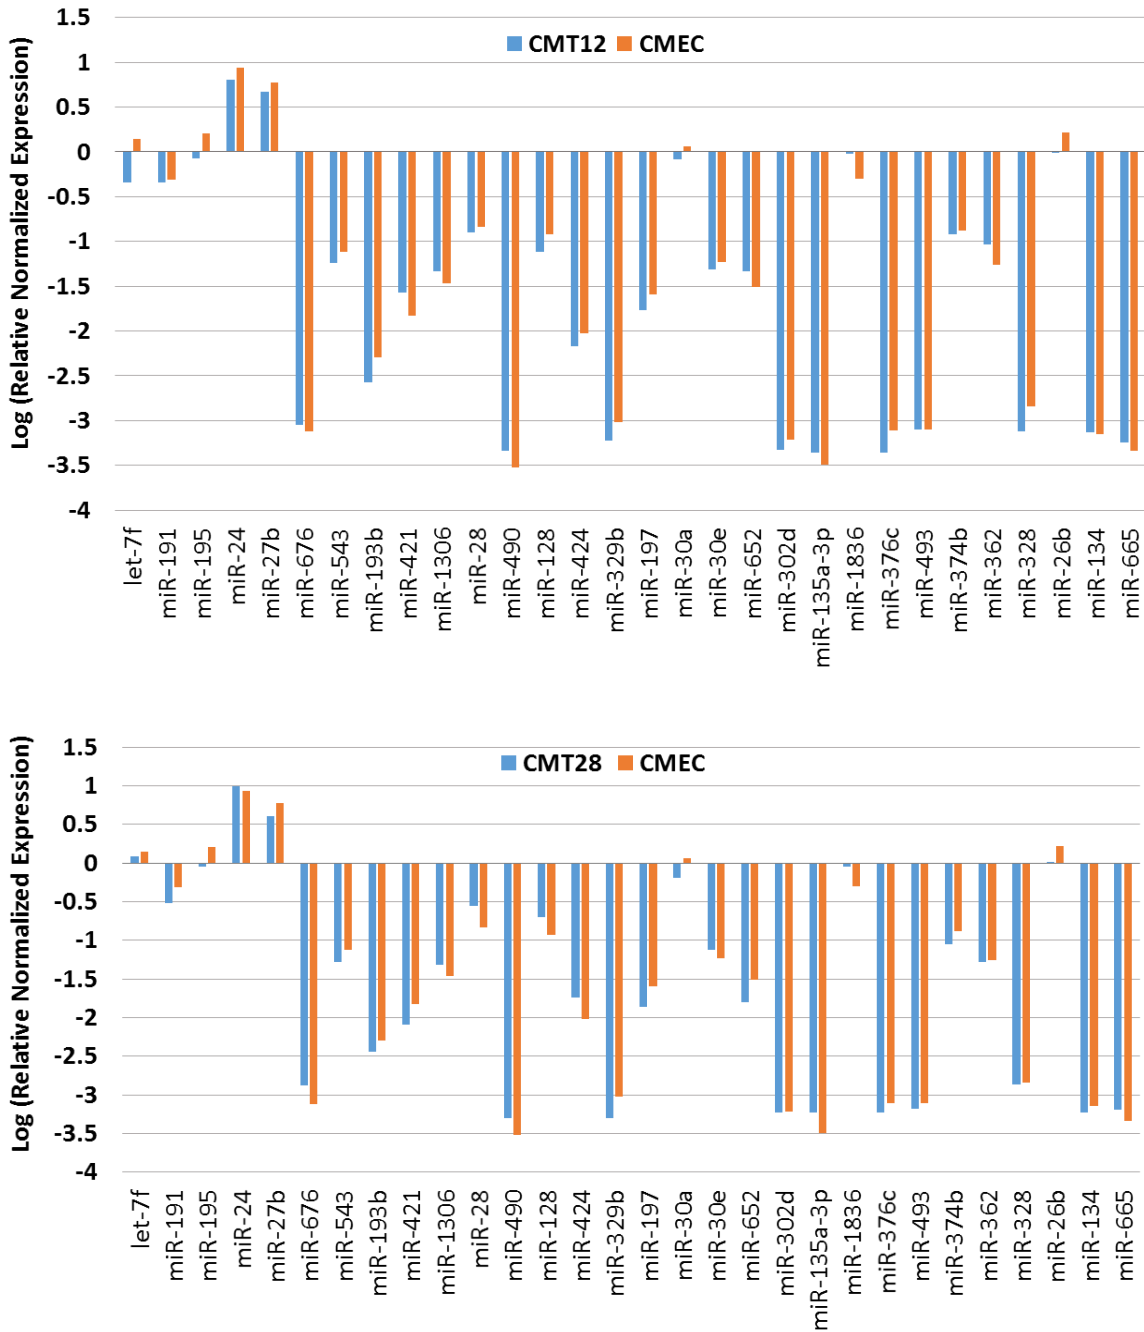 1.5
CMT12 CMEC
1
0.5
0
-0.5
-1
-1.5
-2
-2.5
-3
-3.5
-4
Log (Relative Normalized Expression)
let-7f
miR-191
miR-195
miR-24
miR-27b
miR-676
miR-543
miR-193b
miR-421
miR-1306
miR-28
miR-490
miR-128
miR-424
miR-329b
miR-197
miR-30a
miR-30e
miR-652
miR-302d
miR-135a-3p
miR-1836
miR-376c
miR-493
miR-374b
miR-362
miR-328
miR-26b
miR-134
miR-665
1.5
CMT28 CMEC
1
0.5
0
-0.5
-1
-1.5
-2
-2.5
-3
-3.5
-4
Log (Relative Normalized Expression)
let-7f
miR-191
miR-195
miR-24
miR-27b
miR-676
miR-543
miR-193b
miR-421
miR-1306
miR-28
miR-490
miR-128
miR-424
miR-329b
miR-197
miR-30a
miR-30e
miR-652
miR-302d
miR-135a-3p
miR-1836
miR-376c
miR-493
miR-374b
miR-362
miR-328
miR-26b
miR-134
miR-665